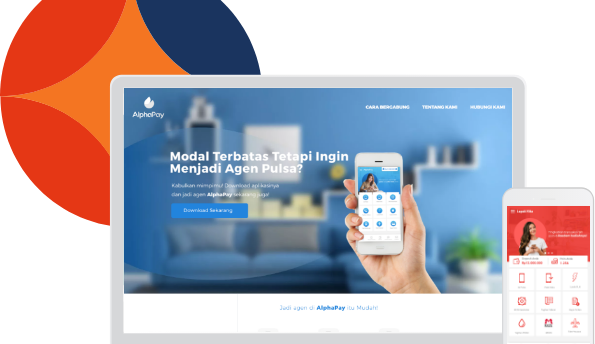 AlphaPay
CARA BERGABUNG TENTANG KAMI HUBUNGI KAMI
Modal Terbatas Tetapi Ingin
Menjadi Agen Pulsa?
Kabulkan mimpimu! Download aplikasinya
dan jadi agen AlphaPay sekarang juga!
Download Sekarang
Jadi agen di AlphaPay itu Mudah!